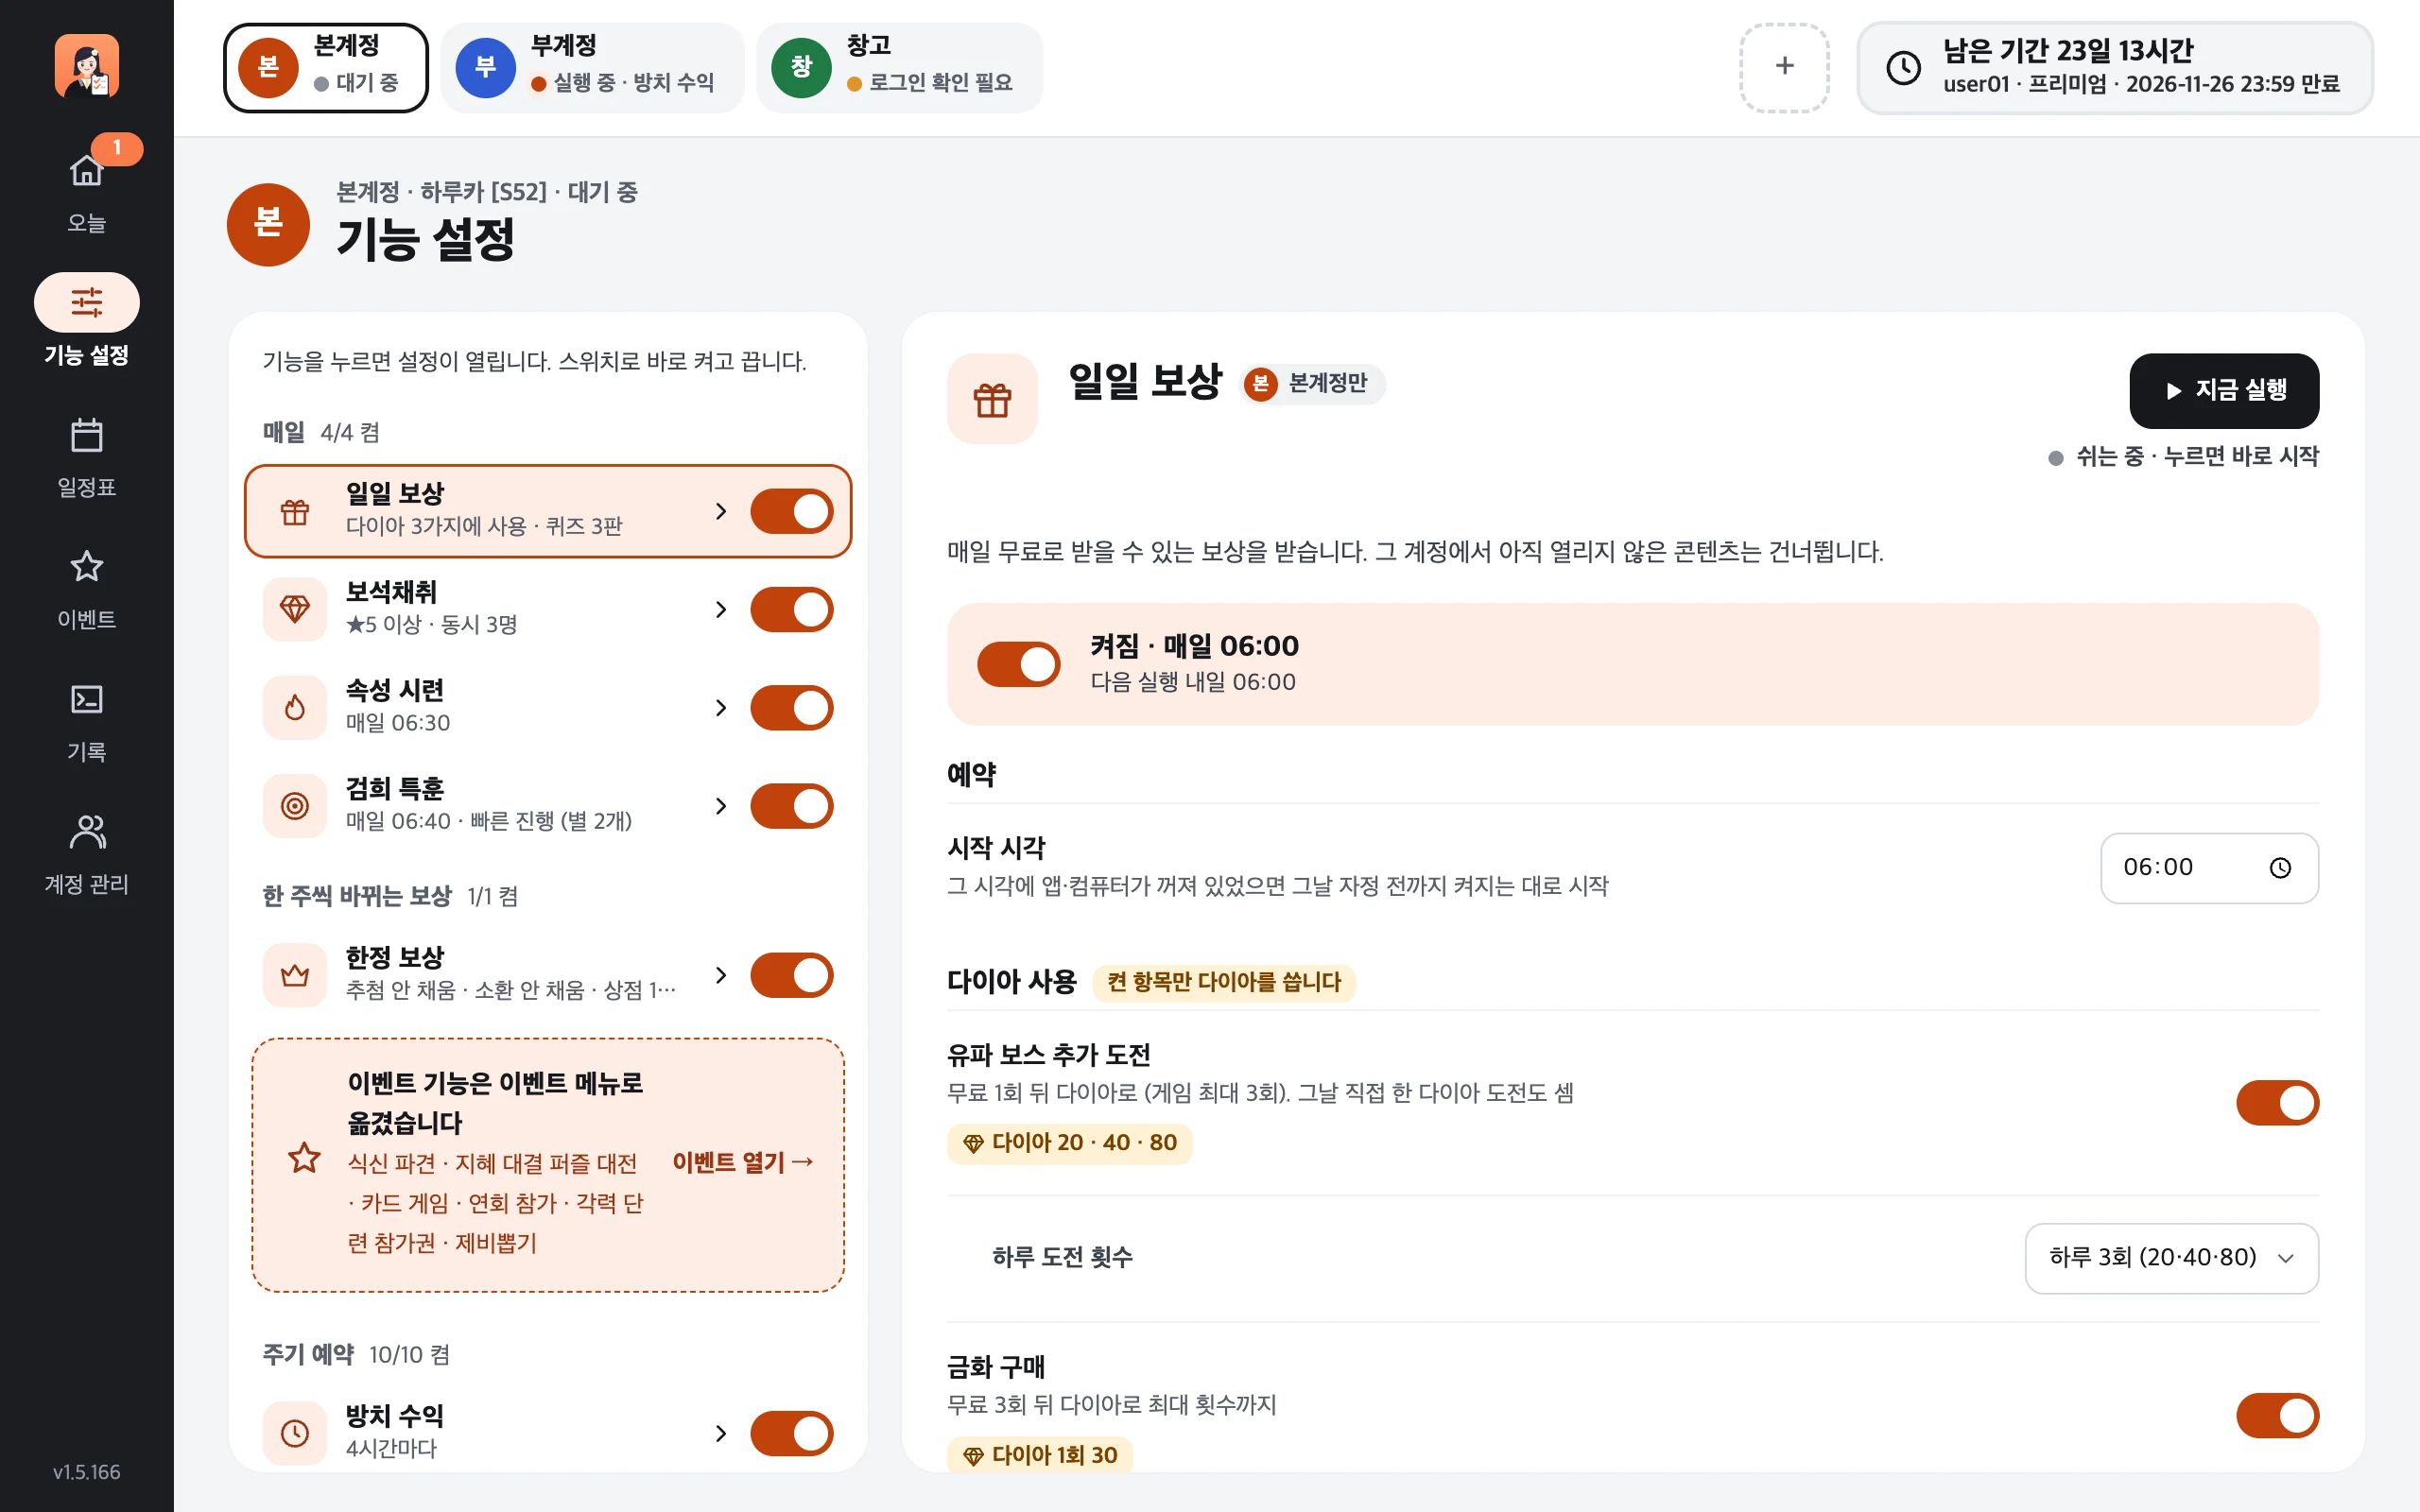 1
오늘
기능 설정
일정표
이벤트
기록
계정 관리
v1.5.166
본
본계정
대기 중
부
부계정
실행 중 · 방치 수익
창
창고
로그인 확인 필요
+
남은 기간 23일 13시간
user01 · 프리미엄 · 2026-11-26 23:59 만료
본
본계정 · 하루카 [S52] · 대기 중
기능 설정
기능을 누르면 설정이 열립니다. 스위치로 바로 켜고 끕니다.
매일 4/4 켬
일일 보상
다이아 3가지에 사용 · 퀴즈 3판
보석채취
★5 이상 · 동시 3명
속성 시련
매일 06:30
검희 특훈
매일 06:40 · 빠른 진행 (별 2개)
한 주씩 바뀌는 보상 1/1 켬
한정 보상
추첨 안 채움 · 소환 안 채움 · 상점 1…
이벤트 기능은 이벤트 메뉴로
옮겼습니다
식신 파견 · 지혜 대결 퍼즐 대전
· 카드 게임 · 연회 참가 · 각력 단
련 참가권 · 제비뽑기
이벤트 열기 →
주기 예약 10/10 켬
방치 수익
4시간마다
일일 보상
본 본계정만
지금 실행
쉬는 중 · 누르면 바로 시작
매일 무료로 받을 수 있는 보상을 받습니다. 그 계정에서 아직 열리지 않은 콘텐츠는 건너뜁니다.
켜짐 · 매일 06:00
다음 실행 내일 06:00
예약
시작 시각
그 시각에 앱·컴퓨터가 꺼져 있었으면 그날 자정 전까지 켜지는 대로 시작
06:00
다이아 사용 켠 항목만 다이아를 씁니다
유파 보스 추가 도전
무료 1회 뒤 다이아로 (게임 최대 3회). 그날 직접 한 다이아 도전도 셈
다이아 20 · 40 · 80
하루 도전 횟수
하루 3회 (20·40·80)
금화 구매
무료 3회 뒤 다이아로 최대 횟수까지
다이아 1회 30